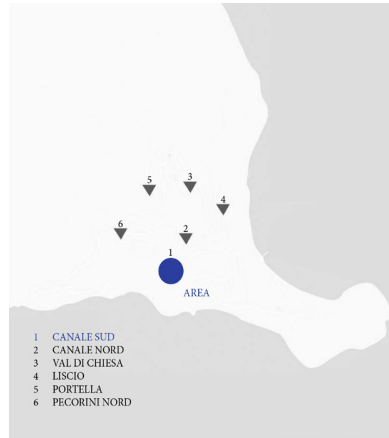 5
3
4
6
2
1
AREA
1 CANALE SUD
2 CANALE NORD
3 VAL DI CHIESA
4 LISCIO
5 PORTELLA
6 PECORINI NORD